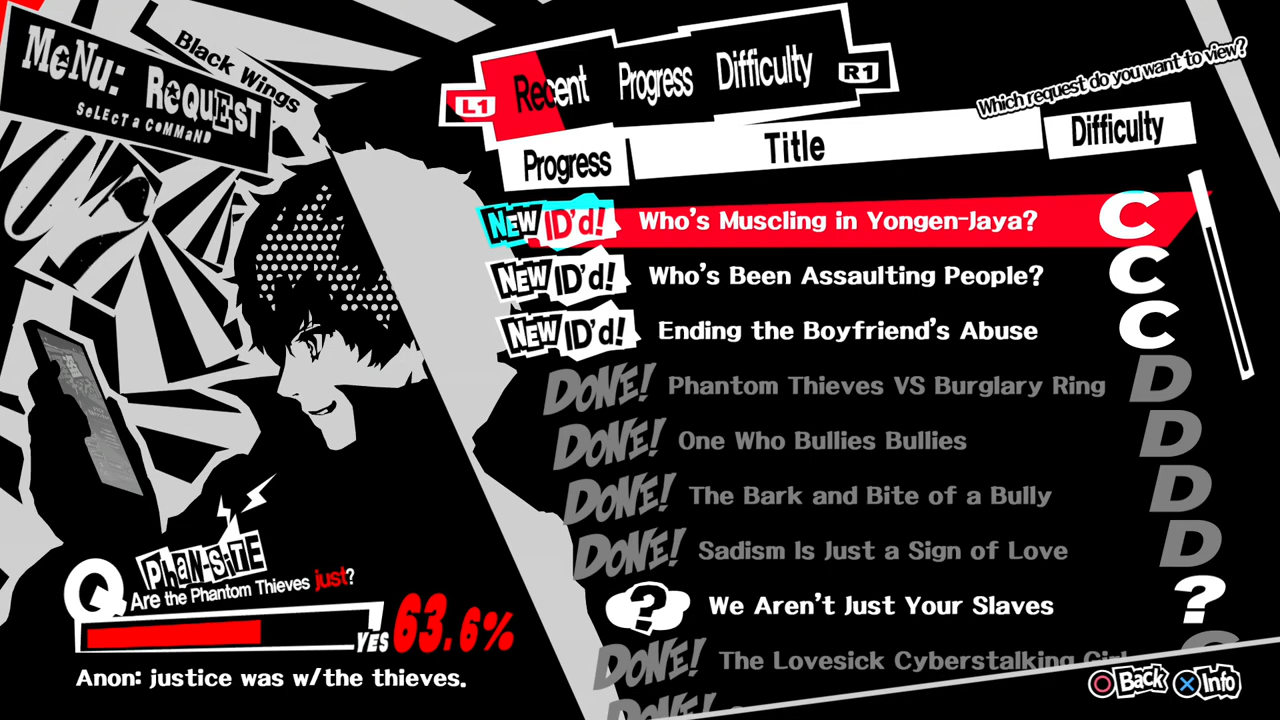 MeNu: ReQuEST
SeLEcT a CoMMaND
Black Wings
L1 Recent Progress Difficulty R1
Which request do you want to view?
Progress Title Difficulty
NEW ID'd! Who's Muscling in Yongen-Jaya? C
NEW ID'd! Who's Been Assaulting People? C
NEW ID'd! Ending the Boyfriend's Abuse C
DONE! Phantom Thieves VS Burglary Ring D
DONE! One Who Bullies Bullies D
DONE! The Bark and Bite of a Bully D
DONE! Sadism Is Just a Sign of Love D
? We Aren't Just Your Slaves ?
DONE! The Lovesick Cyberstalking Girl
PhaN-SiTE
Q Are the Phantom Thieves just?
YES 63.6%
Anon: justice was w/the thieves.
Back Info